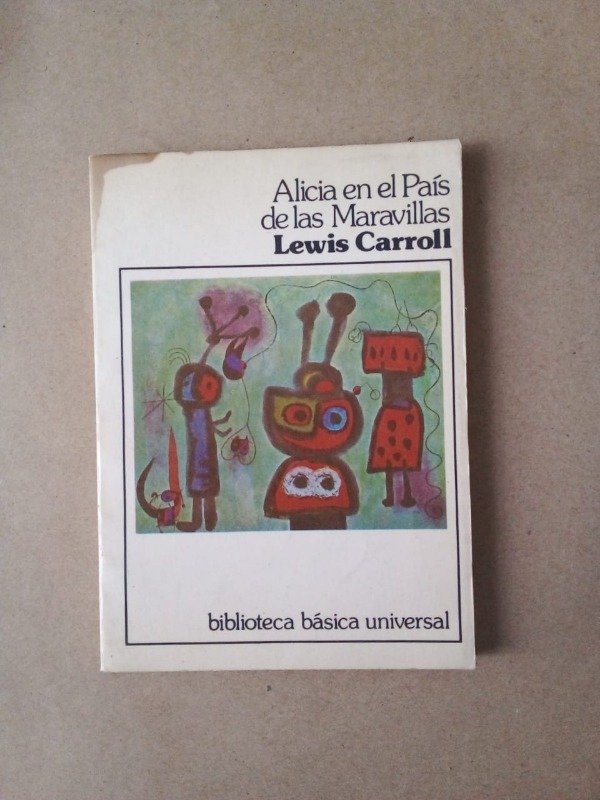 Alicia en el País
de las Maravillas
Lewis Carroll
biblioteca básica universal